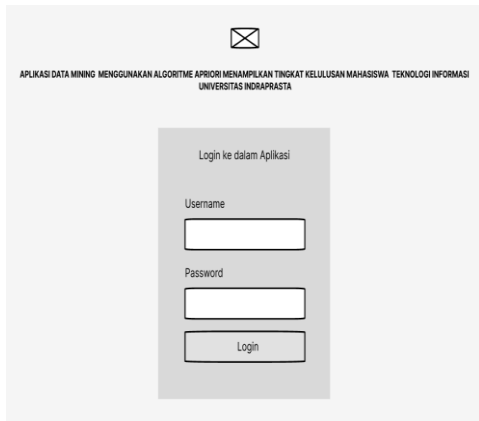 APLIKASI DATA MINING MENGGUNAKAN ALGORITME APRIORI MENAMPILKAN TINGKAT KELULUSAN MAHASISWA TEKNOLOGI INFORMASI
UNIVERSITAS INDRAPRASTA
Login ke dalam Aplikasi
Username
Password
Login